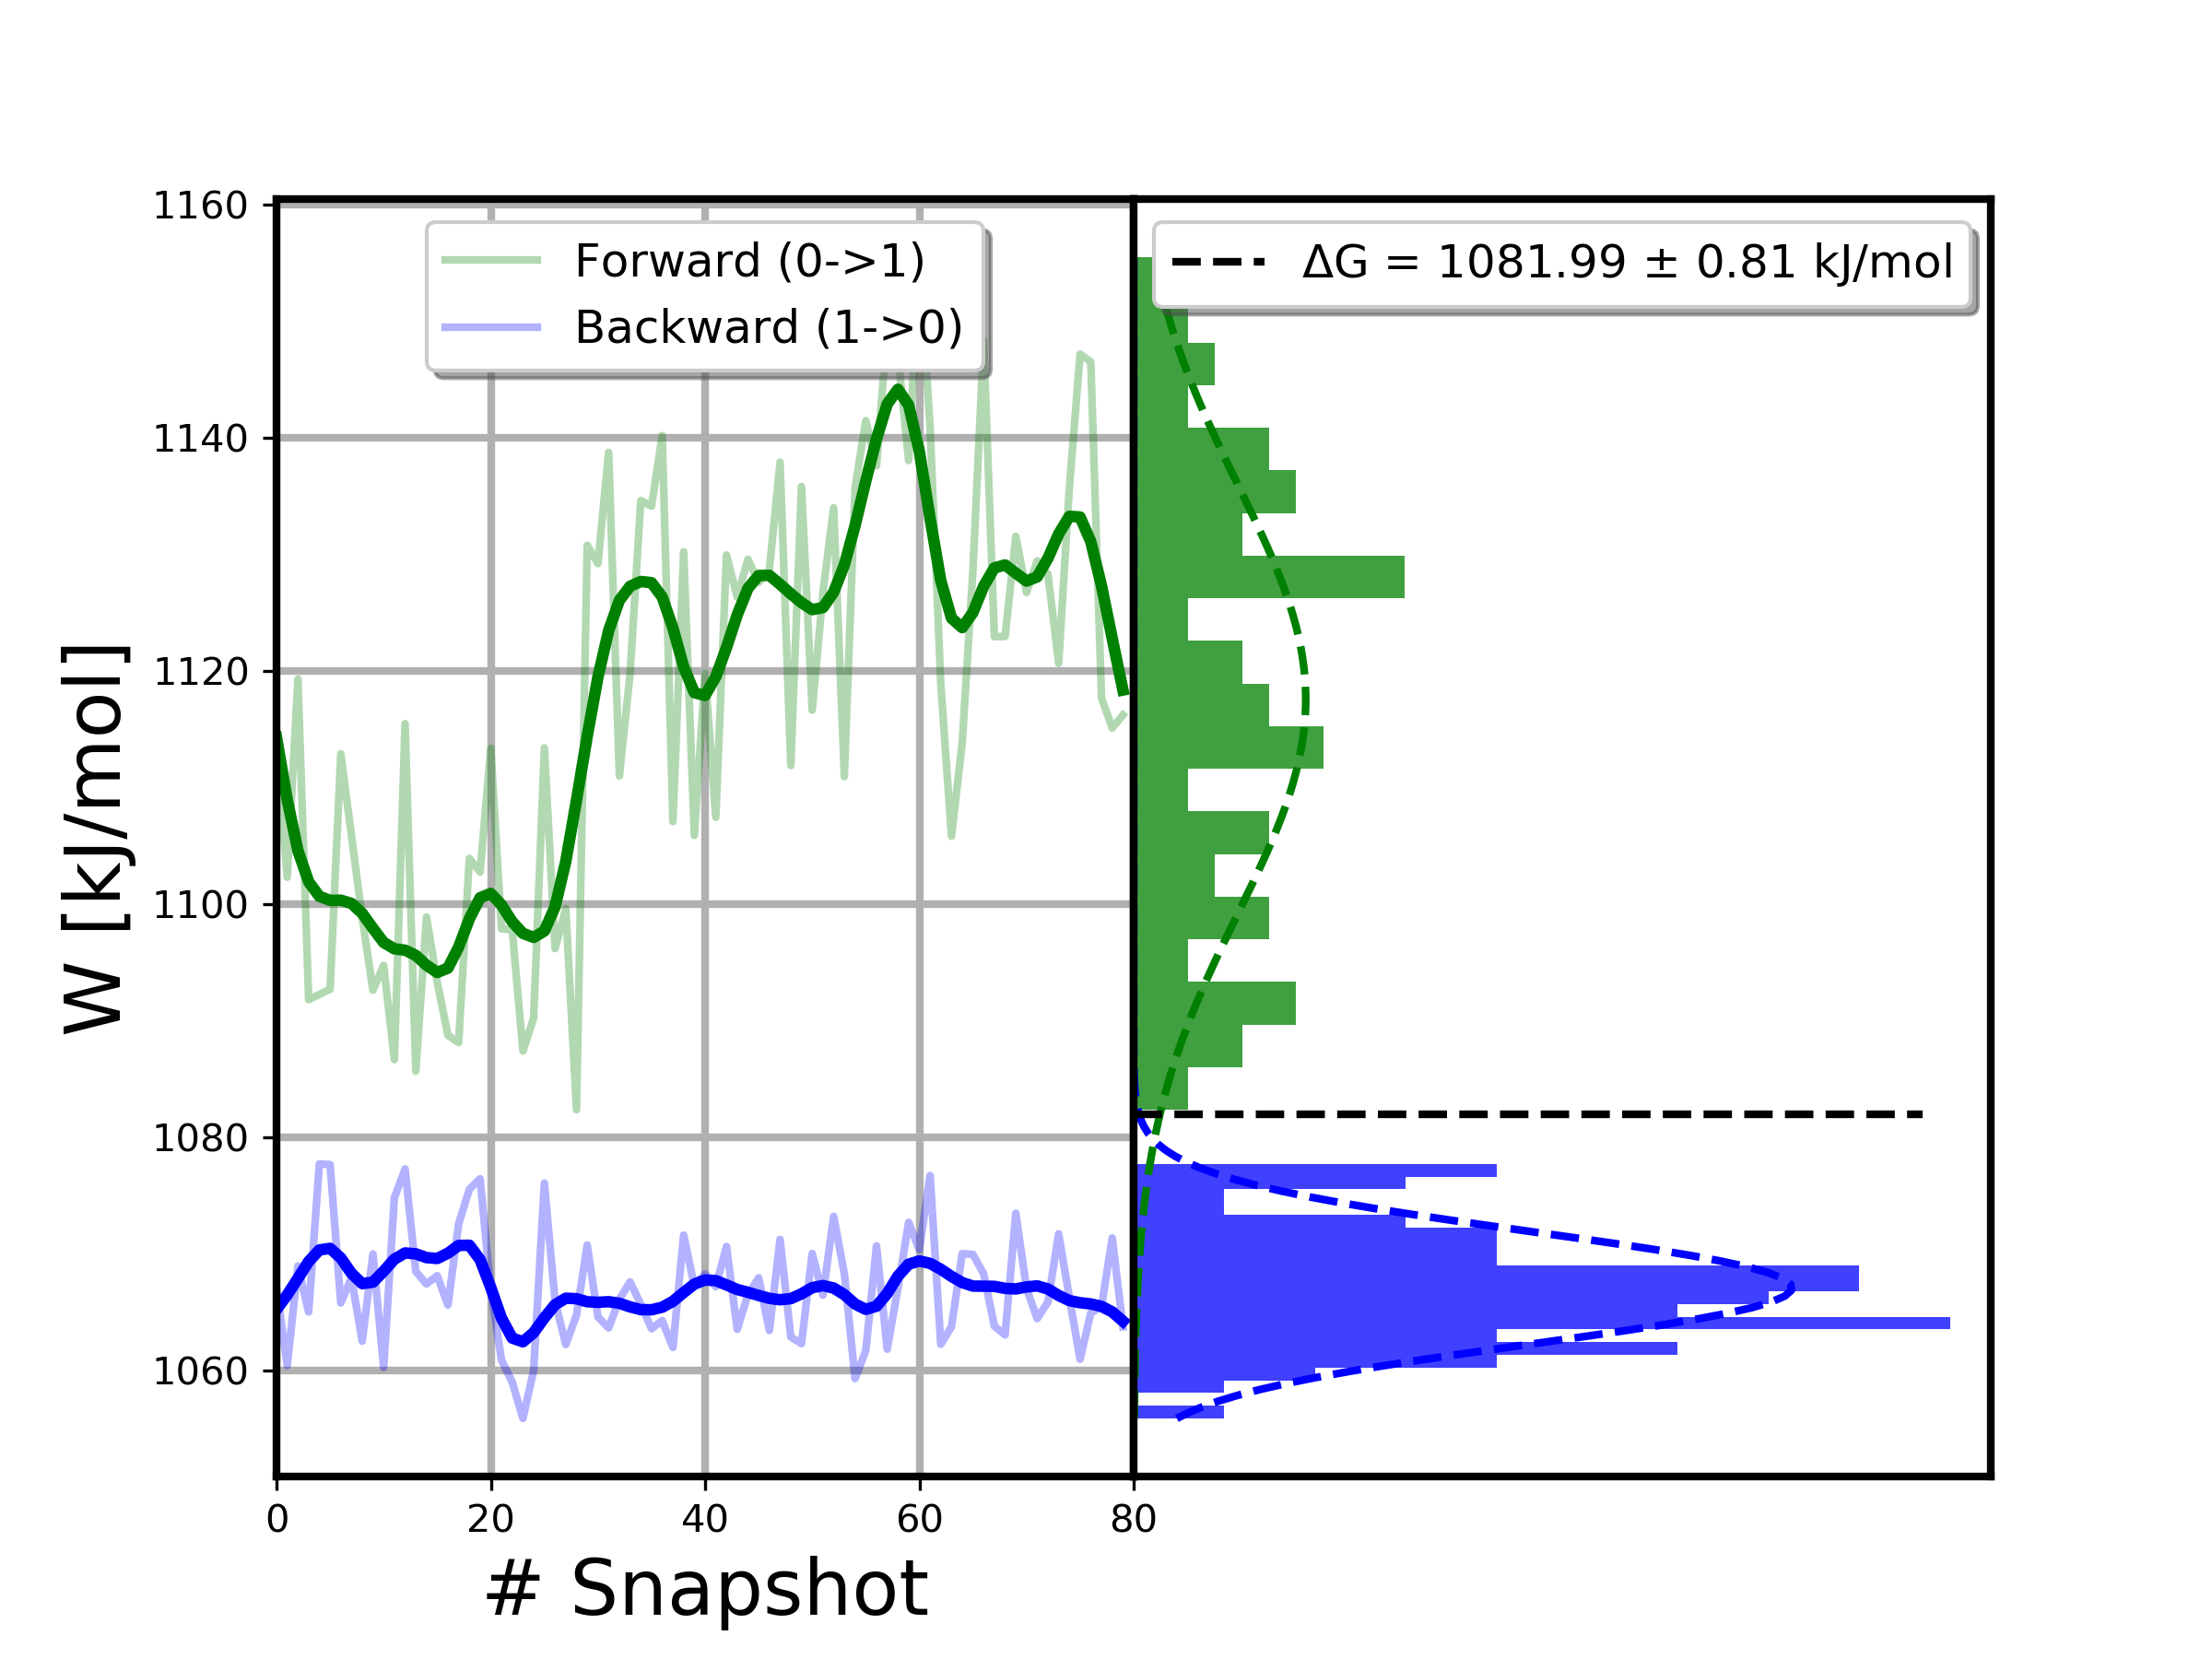 1160
1140
1120
1100
1080
1060
W [kJ/mol]
Forward (0->1)
Backward (1->0)
ΔG = 1081.99 ± 0.81 kJ/mol
0 20 40 60 80
# Snapshot